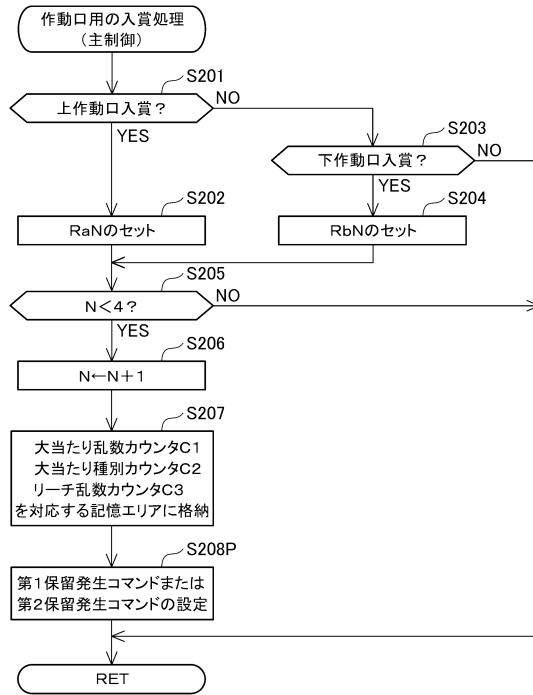 作動口用の入賞処理
（主制御）
S201
上作動口入賞？
NO
YES
S203
下作動口入賞？
NO
YES
S202
RaNのセット
S204
RbNのセット
S205
N＜4？
NO
YES
S206
N←N＋1
S207
大当たり乱数カウンタC1
大当たり種別カウンタC2
リーチ乱数カウンタC3
を対応する記憶エリアに格納
S208P
第1保留発生コマンドまたは
第2保留発生コマンドの設定
RET